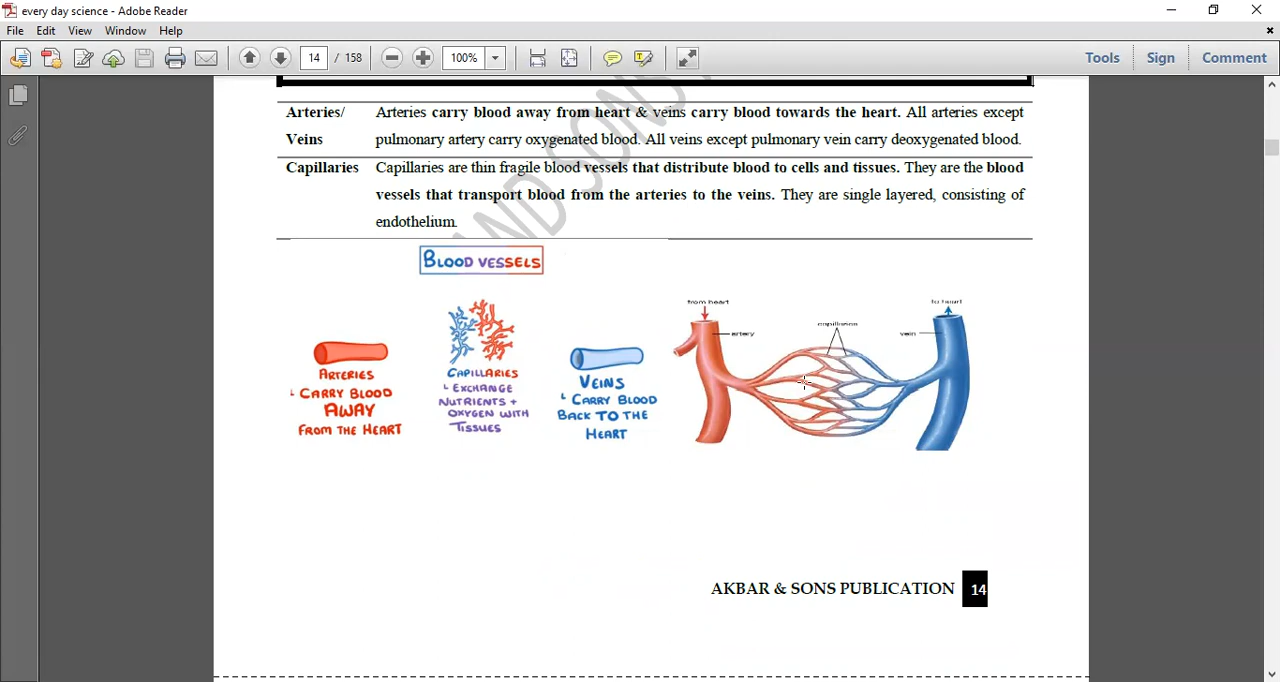 every day science - Adobe Reader
File Edit View Window Help
14 / 158 100% Tools Sign Comment
Arteries/ Arteries carry blood away from heart & veins carry blood towards the heart. All arteries except
Veins pulmonary artery carry oxygenated blood. All veins except pulmonary vein carry deoxygenated blood.
Capillaries Capillaries are thin fragile blood vessels that distribute blood to cells and tissues. They are the blood
vessels that transport blood from the arteries to the veins. They are single layered, consisting of
endothelium.
AND SONS
BLOOD VESSELS
ARTERIES
CARRY BLOOD
AWAY
FROM THE HEART
CAPILLARIES
EXCHANGE
NUTRIENTS +
OXYGEN WITH
TISSUES
VEINS
CARRY BLOOD
BACK TO THE
HEART
from heart
to heart
artery
capillaries
vein
AKBAR & SONS PUBLICATION 14